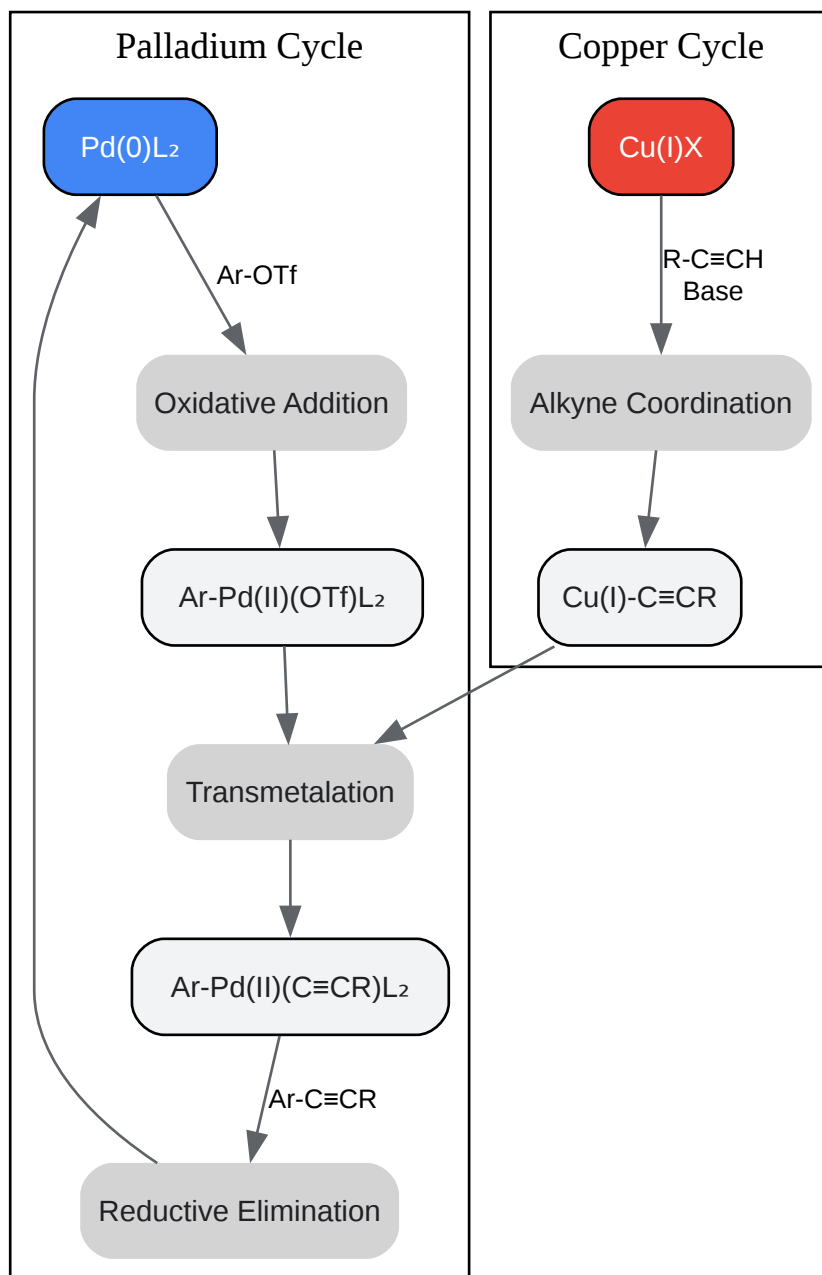 Palladium Cycle
Pd(0)L₂
Ar-OTf
Oxidative Addition
Ar-Pd(II)(OTf)L₂
Transmetalation
Ar-Pd(II)(C≡CR)L₂
Ar-C≡CR
Reductive Elimination
Copper Cycle
Cu(I)X
R-C≡CH
Base
Alkyne Coordination
Cu(I)-C≡CR